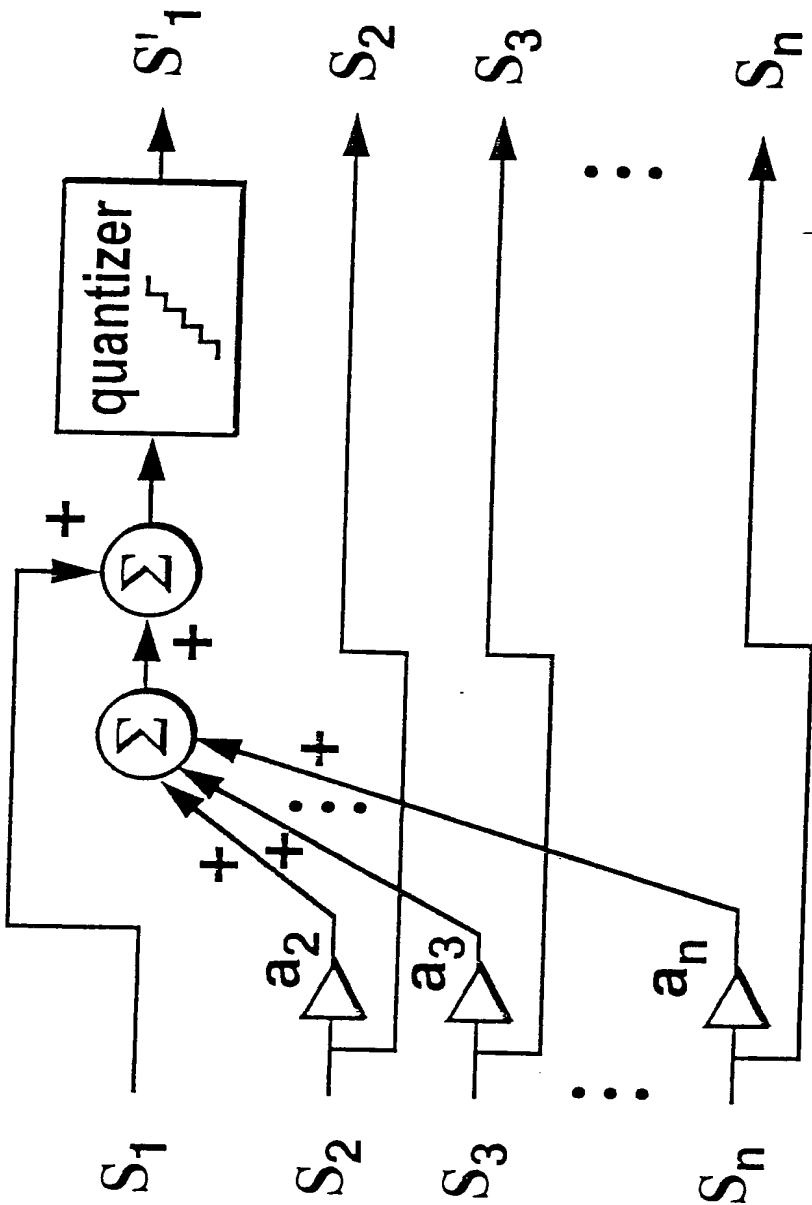 S₁
S₂
S₃
Sₙ
a₂
a₃
aₙ
+
+
+
Σ
+
Σ
+
quantizer
S'₁
S₂
S₃
Sₙ